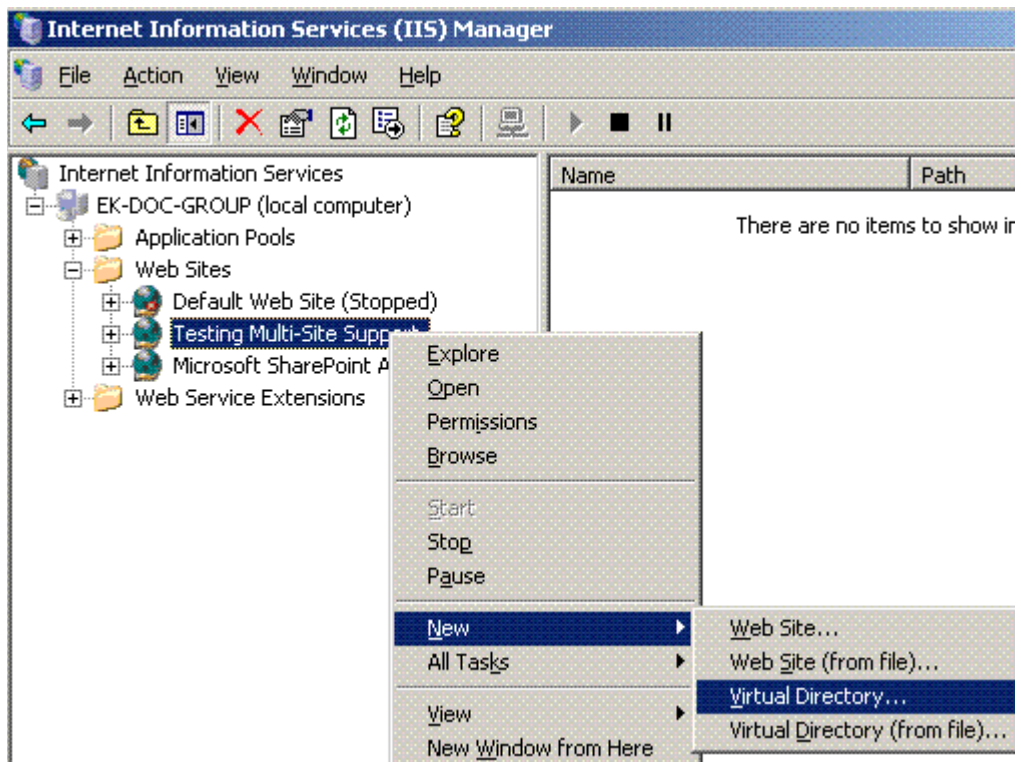 Internet Information Services (IIS) Manager
File Action View Window Help
Internet Information Services
EK-DOC-GROUP (local computer)
Application Pools
Web Sites
Default Web Site (Stopped)
Testing Multi-Site
Microsoft SharePoint
Web Service Extensions
Name Path
There are no items to show
Explore
Open
Permissions
Browse
Start
Stop
Pause
New
All Tasks
View
New Window from Here
Web Site...
Web Site (from file)...
Virtual Directory...
Virtual Directory (from file)...